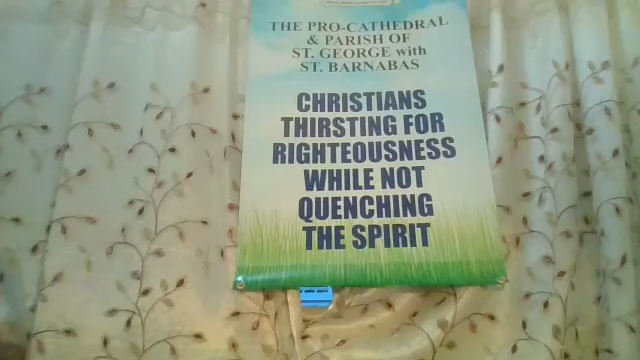 THE PRO-CATHEDRAL
& PARISH OF
ST. GEORGE with
ST. BARNABAS
CHRISTIANS
THIRSTING FOR
RIGHTEOUSNESS
WHILE NOT
QUENCHING
THE SPIRIT